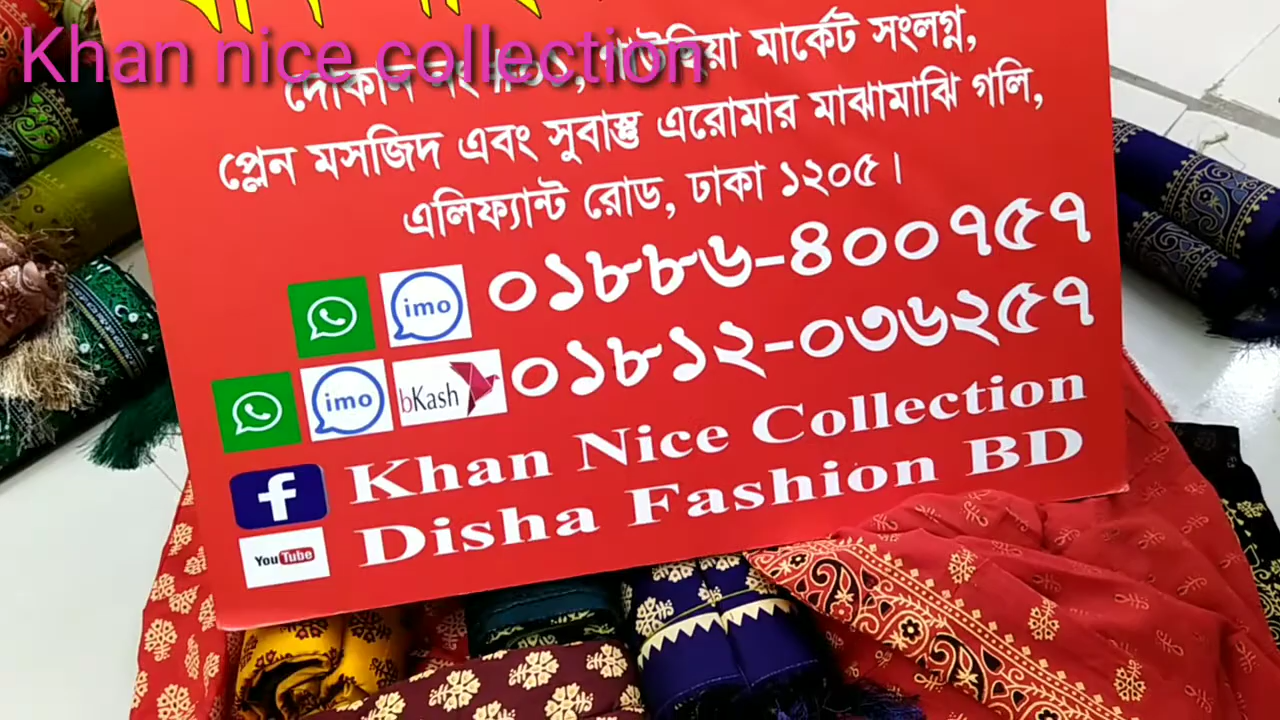 Khan nice collection
দোকান নং
মার্কেট সংলগ্ন,
প্লেন মসজিদ এবং সুবাস্তু এরোমার মাঝামাঝি গলি,
এলিফ্যান্ট রোড, ঢাকা ১২০৫।
imo ০১৮৮৬-৪০০৭৫৭
imo bKash ০১৮১২-০৩৬২৫৭
Khan Nice Collection
YouTube Disha Fashion BD